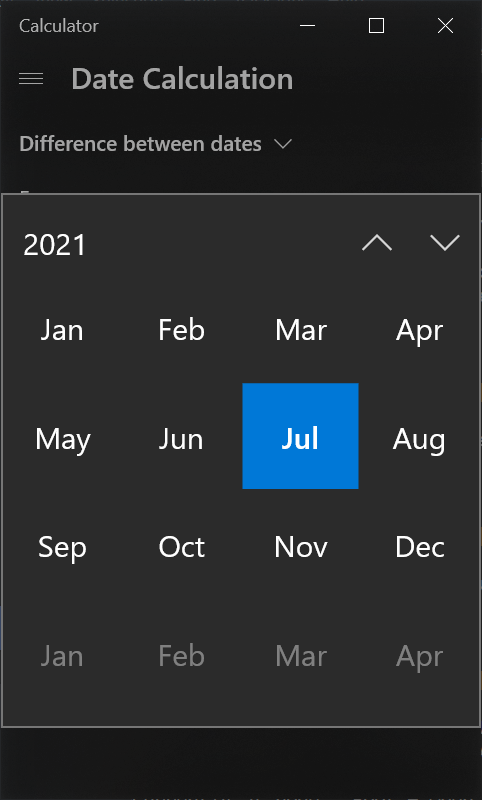 Calculator
Date Calculation
Difference between dates
2021
Jan Feb Mar Apr
May Jun Jul Aug
Sep Oct Nov Dec
Jan Feb Mar Apr